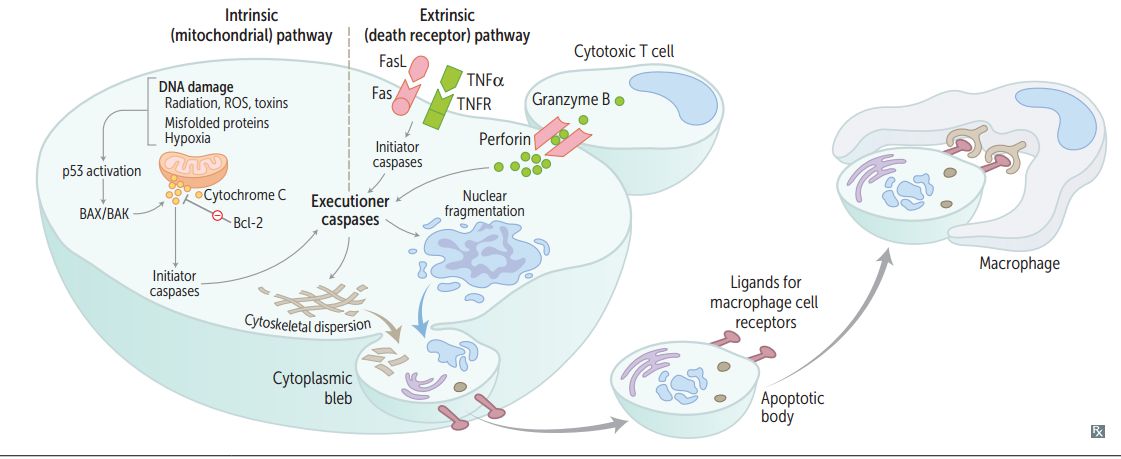 Intrinsic
(mitochondrial) pathway
Extrinsic
(death receptor) pathway
DNA damage
Radiation, ROS, toxins
Misfolded proteins
Hypoxia
p53 activation
BAX/BAK
Cytochrome C
Bcl-2
Initiator
caspases
FasL
Fas
TNFα
TNFR
Initiator
caspases
Executioner
caspases
Cytotoxic T cell
Granzyme B
Perforin
Nuclear
fragmentation
Cytoskeletal dispersion
Cytoplasmic
bleb
Ligands for
macrophage cell
receptors
Apoptotic
body
Macrophage
Rx